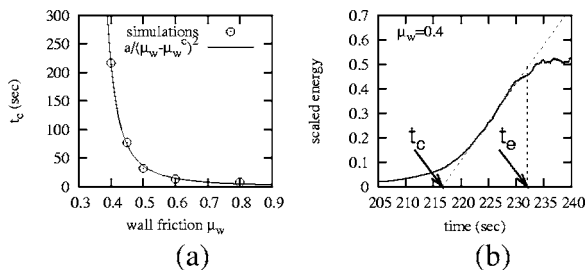 300
250
200
150
100
50
0
t_c (sec)
simulations
a/(μ_w-μ_w^c)^2
0.3 0.4 0.5 0.6 0.7 0.8 0.9
wall friction μ_w
(a)
0.7
0.6
0.5
0.4
0.3
0.2
0.1
0
scaled energy
μ_w=0.4
t_c
t_e
205 210 215 220 225 230 235 240
time (sec)
(b)